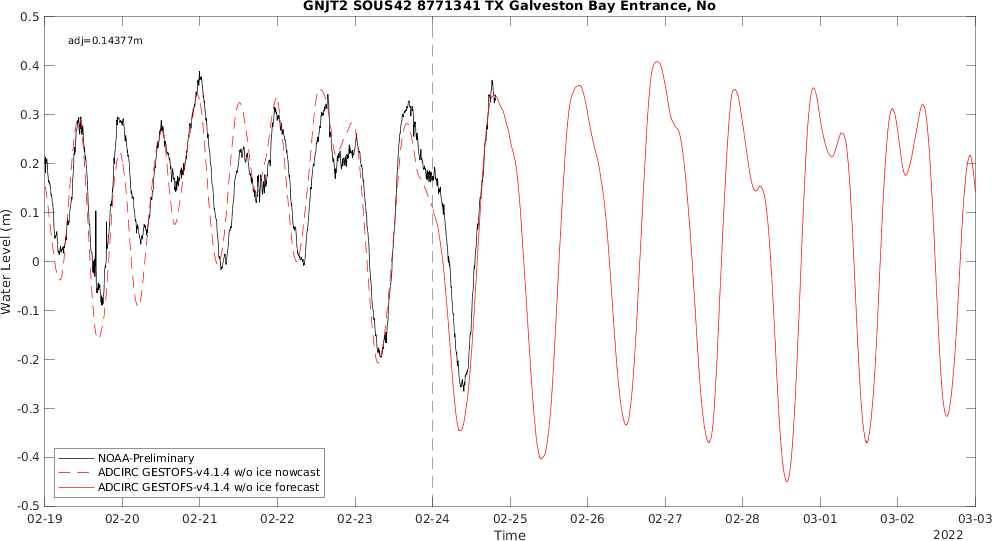 GNJT2 SOUS42 8771341 TX Galveston Bay Entrance, No
adj=0.14377m
0.5
0.4
0.3
0.2
0.1
0
-0.1
-0.2
-0.3
-0.4
-0.5
Water Level (m)
NOAA-Preliminary
ADCIRC GESTOFS-v4.1.4 w/o ice nowcast
ADCIRC GESTOFS-v4.1.4 w/o ice forecast
02-19 02-20 02-21 02-22 02-23 02-24 02-25 02-26 02-27 02-28 03-01 03-02 03-03
Time
2022